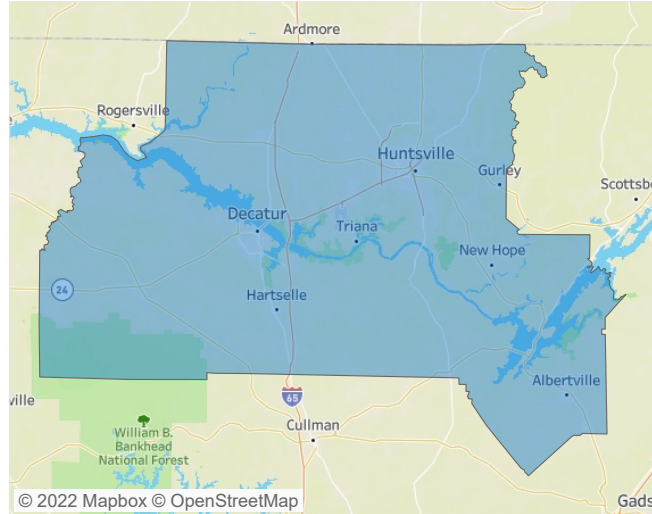 Ardmore
Rogersville
Huntsville
Gurley
Scottsbo
Decatur
Triana
New Hope
24
Hartselle
65
Albertville
ville
Cullman
William B.
Bankhead
National Forest
© 2022 Mapbox © OpenStreetMap
Gads